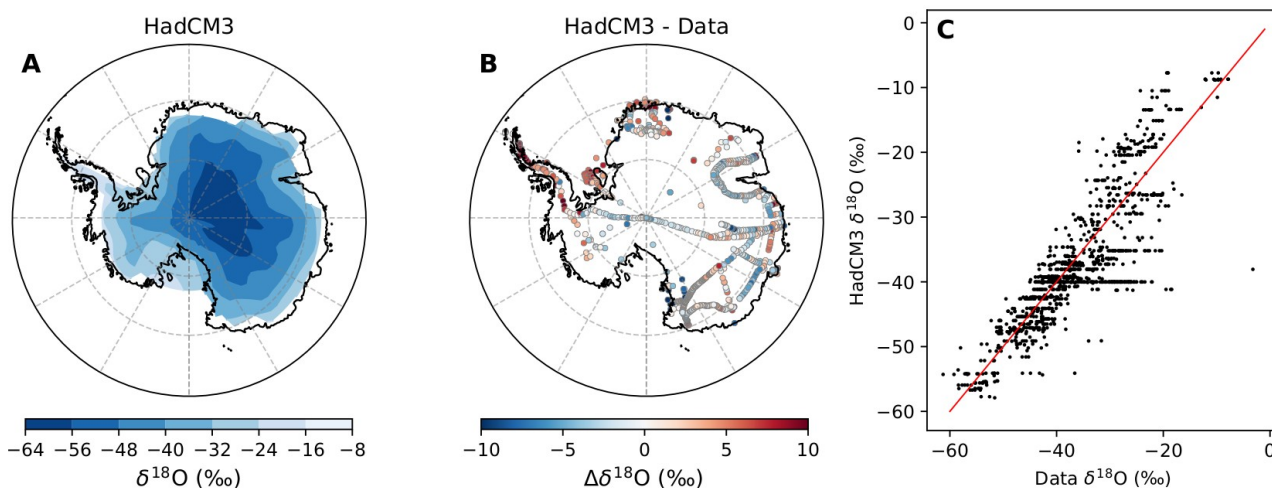 HadCM3
A
−64 −56 −48 −40 −32 −24 −16 −8
δ¹⁸O (‰)
HadCM3 - Data
B
−10 −5 0 5 10
Δδ¹⁸O (‰)
C
0
−10
−20
−30
−40
−50
−60
HadCM3 δ¹⁸O (‰)
−60 −40 −20 0
Data δ¹⁸O (‰)